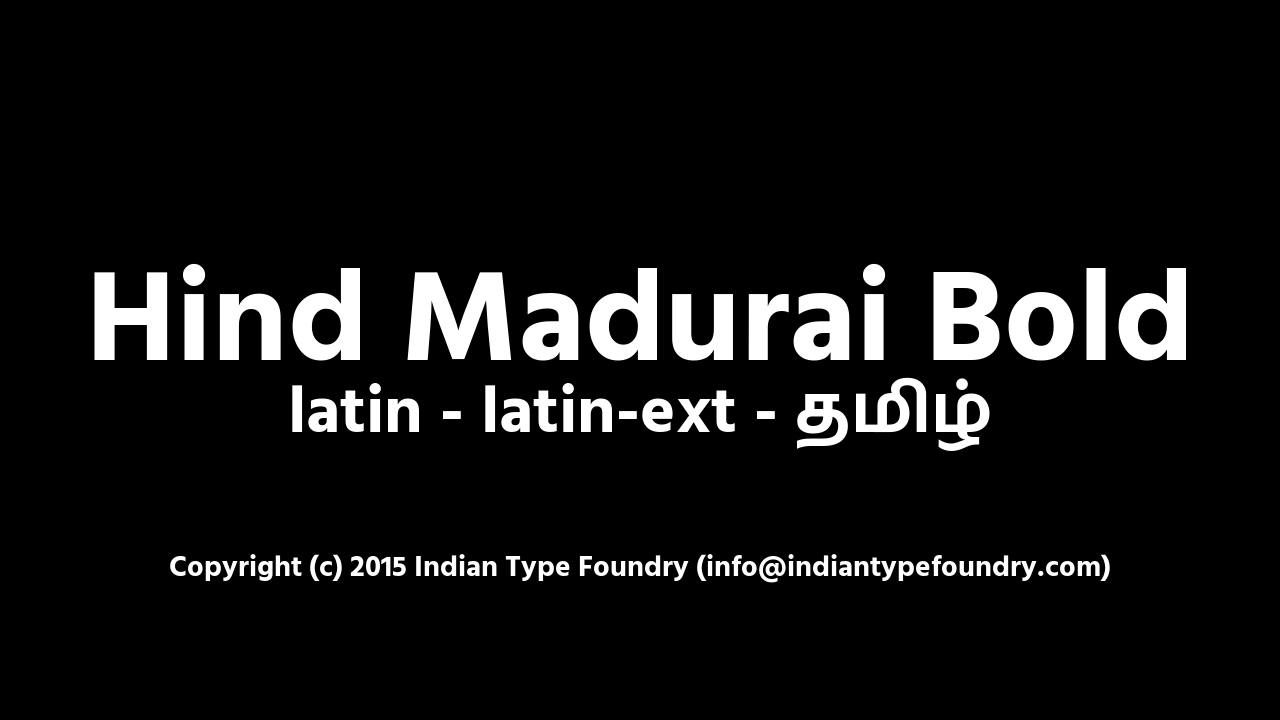 Hind Madurai Bold
latin - latin-ext - தமிழ்
Copyright (c) 2015 Indian Type Foundry (info@indiantypefoundry.com)